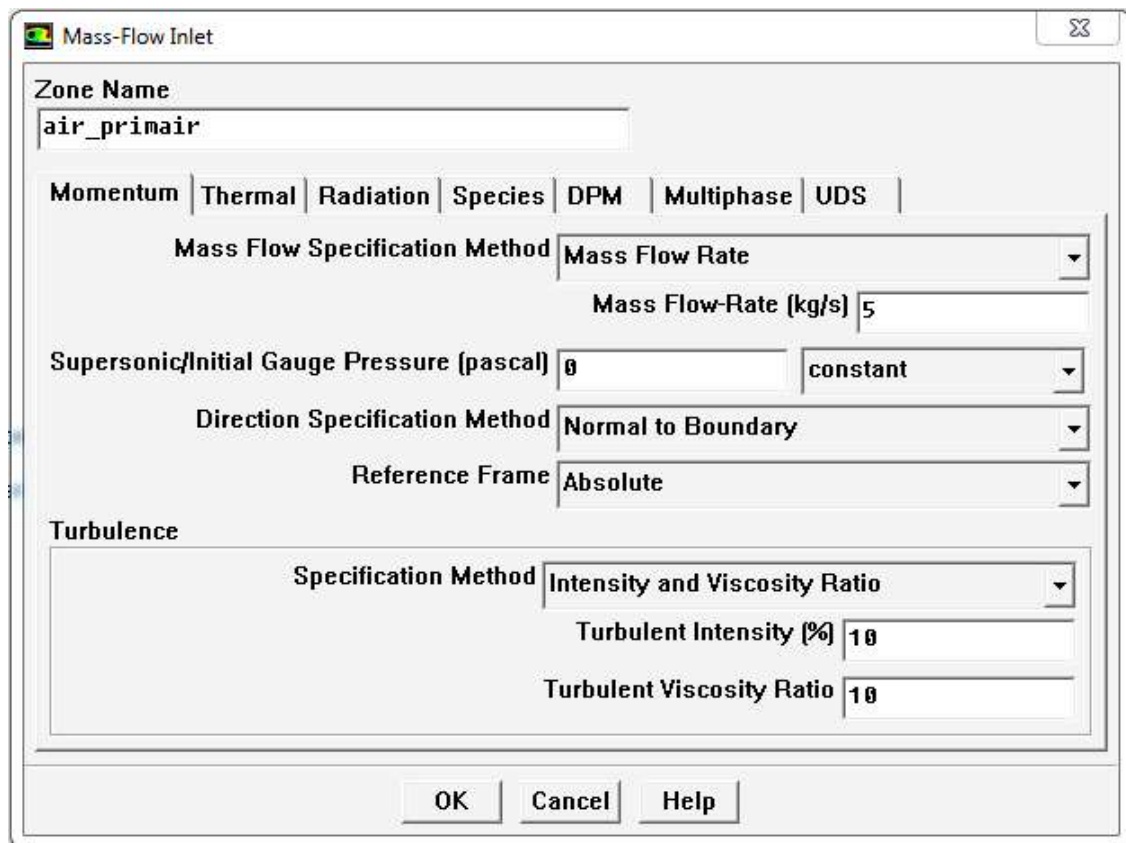 Mass-Flow Inlet
Zone Name
air_primair
Momentum Thermal Radiation Species DPM Multiphase UDS
Mass Flow Specification Method Mass Flow Rate
Mass Flow-Rate (kg/s) 5
Supersonic/Initial Gauge Pressure (pascal) 0 constant
Direction Specification Method Normal to Boundary
Reference Frame Absolute
Turbulence
Specification Method Intensity and Viscosity Ratio
Turbulent Intensity (%) 10
Turbulent Viscosity Ratio 10
OK Cancel Help